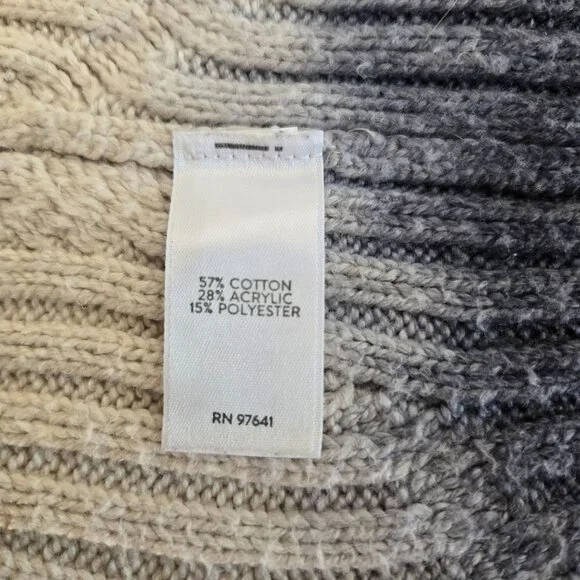 57% COTTON
28% ACRYLIC
15% POLYESTER
RN 97641